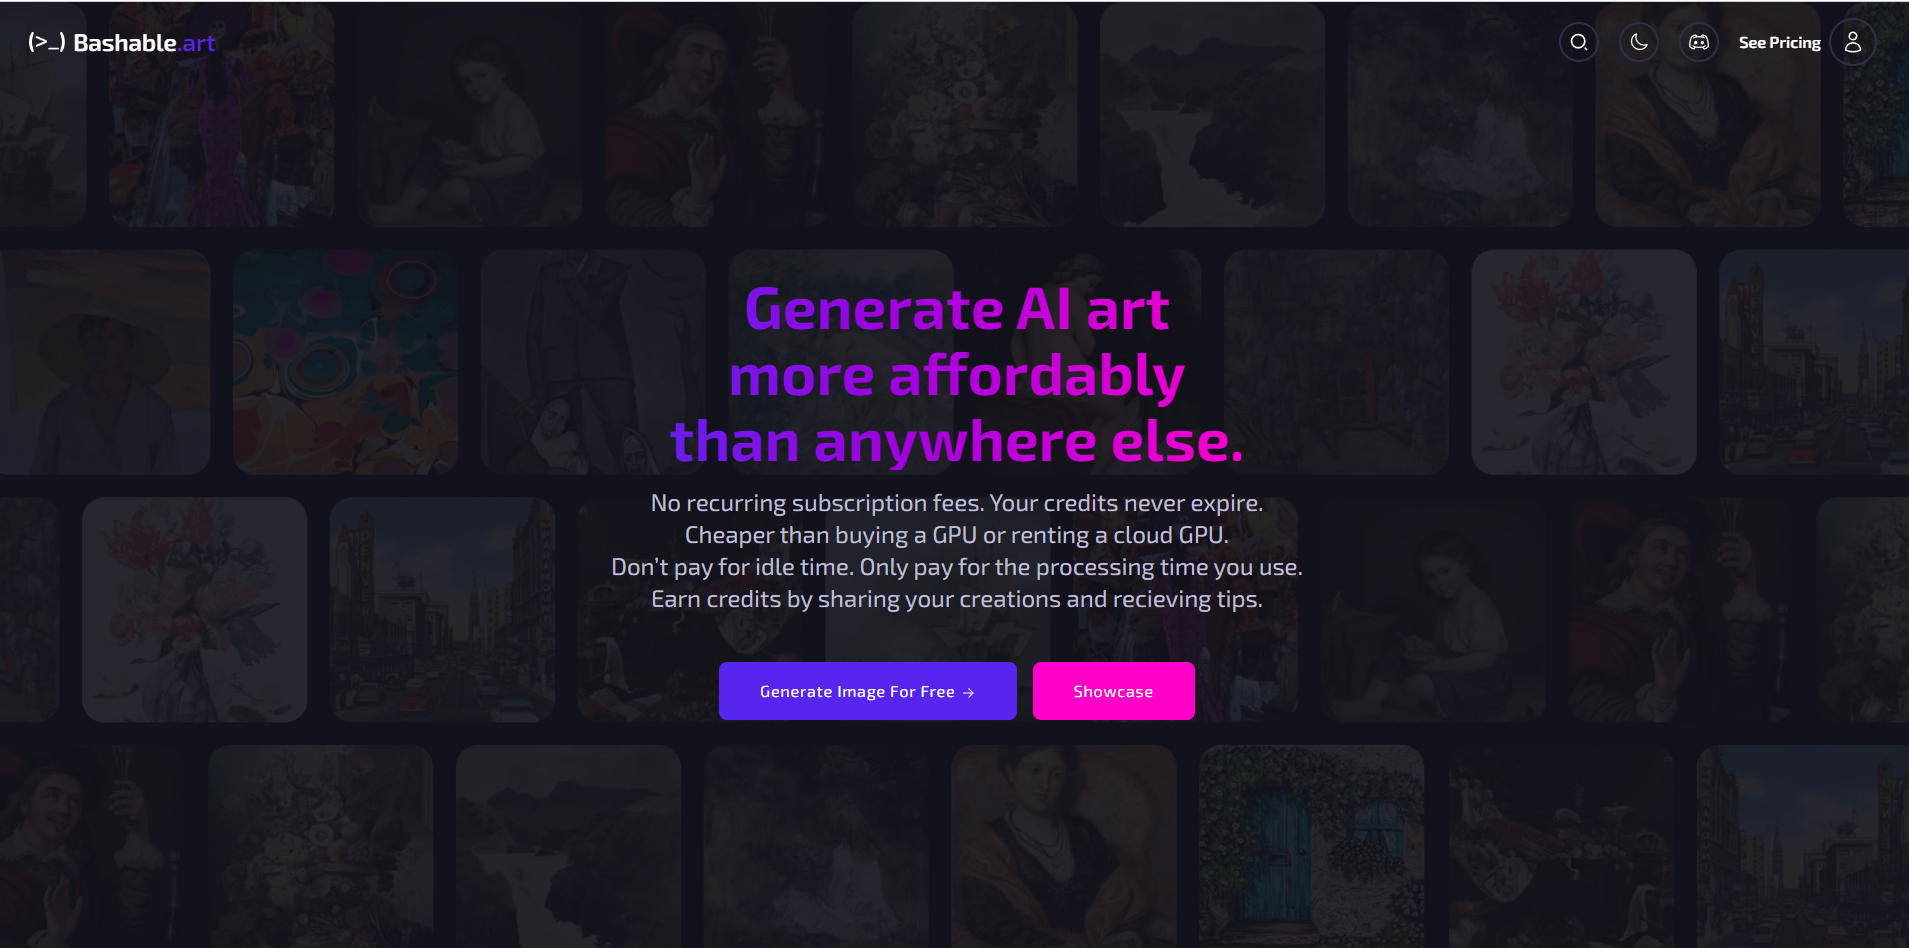 (>_) Bashable.art
See Pricing
Generate AI art
more affordably
than anywhere else.
No recurring subscription fees. Your credits never expire.
Cheaper than buying a GPU or renting a cloud GPU.
Don't pay for idle time. Only pay for the processing time you use.
Earn credits by sharing your creations and recieving tips.
Generate Image For Free →
Showcase